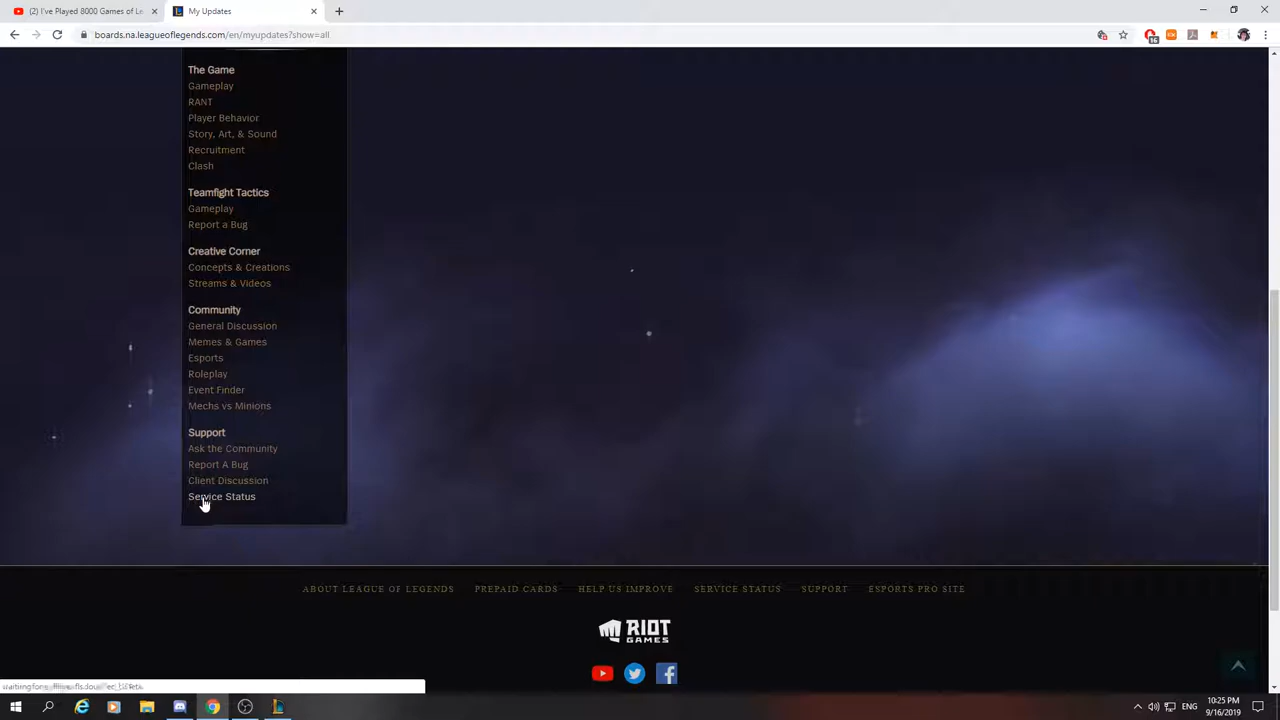 (2) I've Played 8000 Games of Le
My Updates
boards.na.leagueoflegends.com/en/myupdates?show=all
16
The Game
Gameplay
RANT
Player Behavior
Story, Art, & Sound
Recruitment
Clash
Teamfight Tactics
Gameplay
Report a Bug
Creative Corner
Concepts & Creations
Streams & Videos
Community
General Discussion
Memes & Games
Esports
Roleplay
Event Finder
Mechs vs Minions
Support
Ask the Community
Report A Bug
Client Discussion
Service Status
ABOUT LEAGUE OF LEGENDS PREPAID CARDS HELP US IMPROVE SERVICE STATUS SUPPORT ESPORTS PRO SITE
RIOT
GAMES
ENG
10:25 PM
9/16/2019